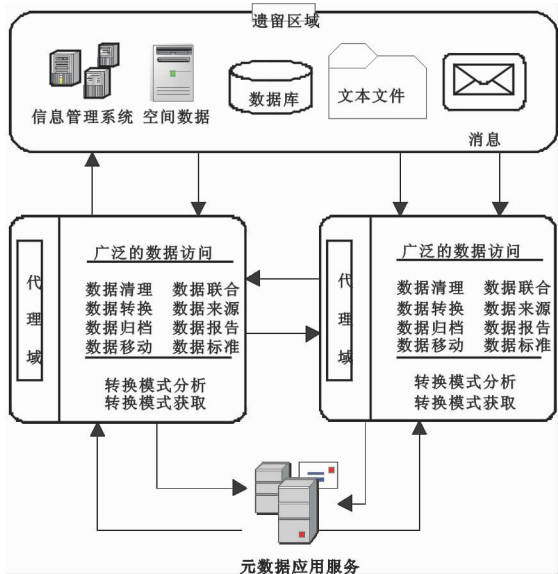 遗留区域
信息管理系统
空间数据
数据库
文本文件
消息
代理域
广泛的数据访问
数据清理 数据联合
数据转换 数据来源
数据归档 数据报告
数据移动 数据标准
转换模式分析
转换模式获取
代理域
广泛的数据访问
数据清理 数据联合
数据转换 数据来源
数据归档 数据报告
数据移动 数据标准
转换模式分析
转换模式获取
元数据应用服务